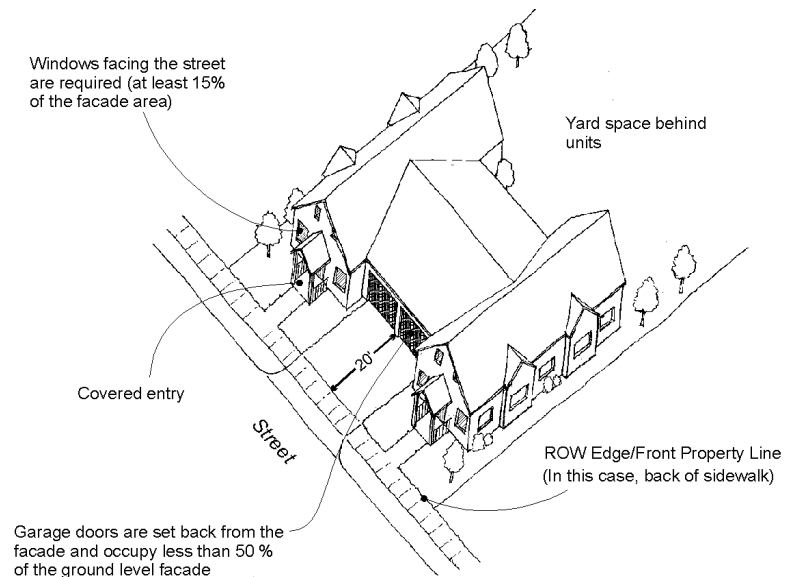 Windows facing the street
are required (at least 15%
of the facade area)
Yard space behind
units
20'
Covered entry
Street
ROW Edge/Front Property Line
(In this case, back of sidewalk)
Garage doors are set back from the
facade and occupy less than 50 %
of the ground level facade